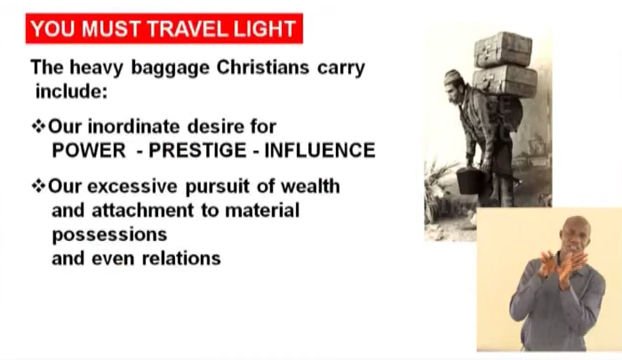 YOU MUST TRAVEL LIGHT
The heavy baggage Christians carry
include:
❖Our inordinate desire for
POWER - PRESTIGE - INFLUENCE
❖Our excessive pursuit of wealth
and attachment to material
possessions
and even relations